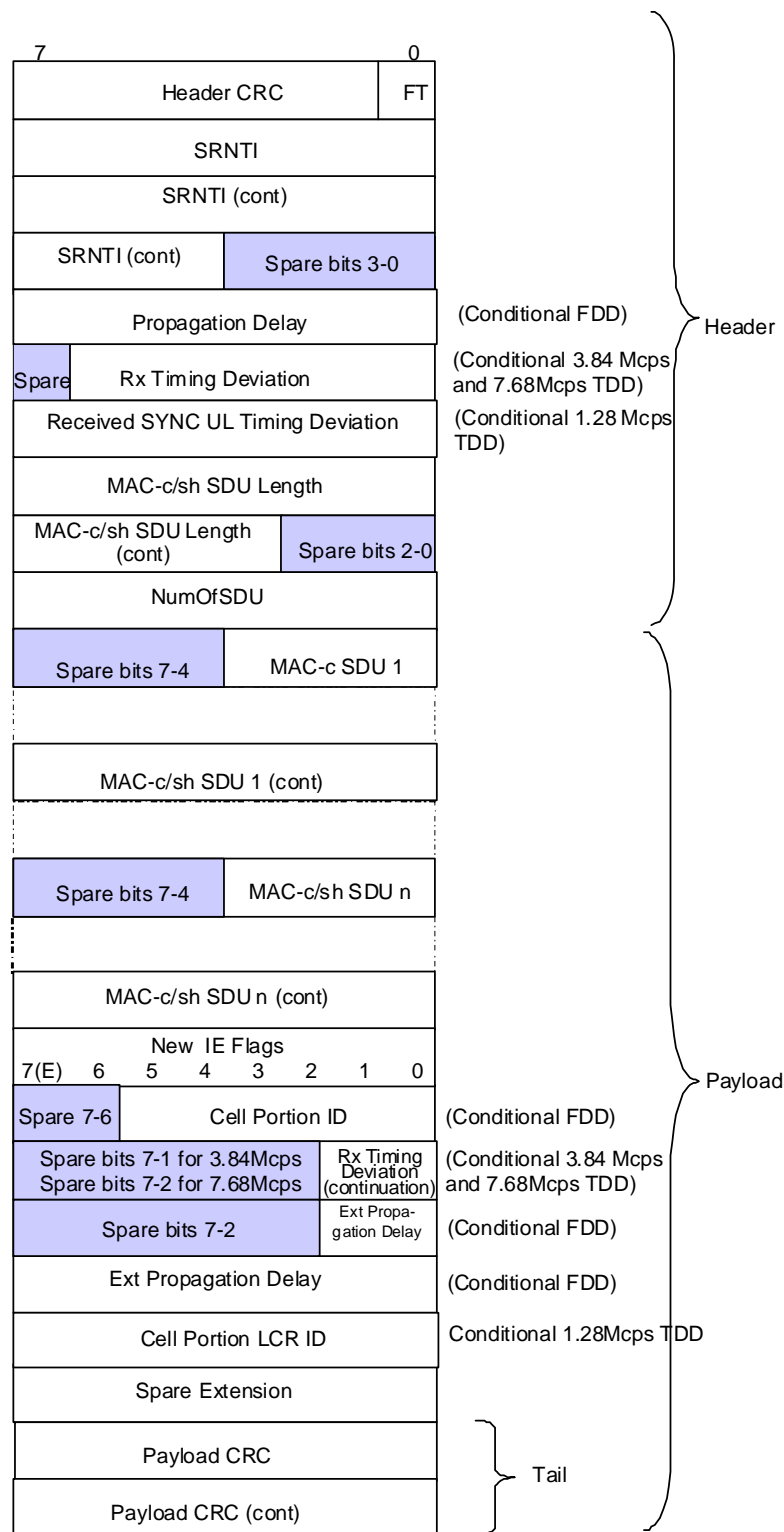 7 0
Header CRC FT
SRNTI
SRNTI (cont)
SRNTI (cont) Spare bits 3-0
Propagation Delay (Conditional FDD)
Header
Spare Rx Timing Deviation (Conditional 3.84 Mcps
and 7.68Mcps TDD)
Received SYNC UL Timing Deviation (Conditional 1.28 Mcps
TDD)
MAC-c/sh SDU Length
MAC-c/sh SDU Length
(cont) Spare bits 2-0
NumOfSDU
Spare bits 7-4 MAC-c SDU 1
MAC-c/sh SDU 1 (cont)
Spare bits 7-4 MAC-c/sh SDU n
MAC-c/sh SDU n (cont)
New IE Flags
7(E) 6 5 4 3 2 1 0
Payload
Spare 7-6 Cell Portion ID (Conditional FDD)
Spare bits 7-1 for 3.84Mcps
Spare bits 7-2 for 7.68Mcps
Rx Timing
Deviation
(continuation)
(Conditional 3.84 Mcps
and 7.68Mcps TDD)
Spare bits 7-2
Ext Propa-
gation Delay
(Conditional FDD)
Ext Propagation Delay (Conditional FDD)
Cell Portion LCR ID Conditional 1.28Mcps TDD
Spare Extension
Payload CRC
Tail
Payload CRC (cont)